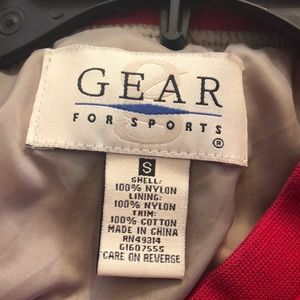 GEAR
FOR SPORTS
®
S
SHELL:
100% NYLON
LINING:
100% NYLON
TRIM:
100% COTTON
MADE IN CHINA
RN49314
G1607555
CARE ON REVERSE